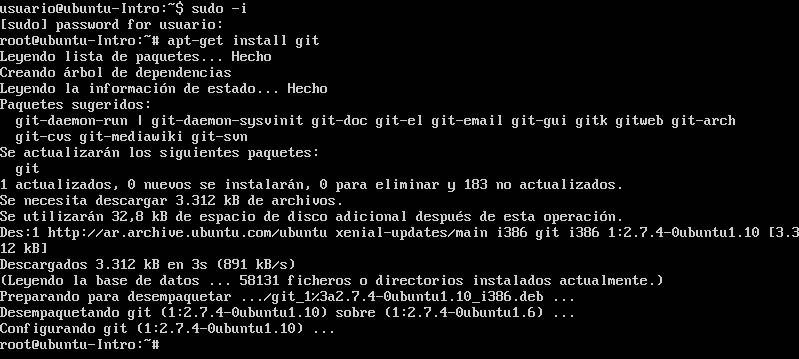 usuario@ubuntu-Intro:~$ sudo -i
[sudo] password for usuario:
root@ubuntu-Intro:~# apt-get install git
Leyendo lista de paquetes... Hecho
Creando árbol de dependencias
Leyendo la información de estado... Hecho
Paquetes sugeridos:
  git-daemon-run | git-daemon-sysvinit git-doc git-el git-email git-gui gitk gitweb git-arch
  git-cvs git-mediawiki git-svn
Se actualizarán los siguientes paquetes:
  git
1 actualizados, 0 nuevos se instalarán, 0 para eliminar y 183 no actualizados.
Se necesita descargar 3.312 kB de archivos.
Se utilizarán 32,8 kB de espacio de disco adicional después de esta operación.
Des:1 http://ar.archive.ubuntu.com/ubuntu xenial-updates/main i386 git i386 1:2.7.4-0ubuntu1.10 [3.3
12 kB]
Descargados 3.312 kB en 3s (891 kB/s)
(Leyendo la base de datos ... 58131 ficheros o directorios instalados actualmente.)
Preparando para desempaquetar .../git_1%3a2.7.4-0ubuntu1.10_i386.deb ...
Desempaquetando git (1:2.7.4-0ubuntu1.10) sobre (1:2.7.4-0ubuntu1.6) ...
Configurando git (1:2.7.4-0ubuntu1.10) ...
root@ubuntu-Intro:~#